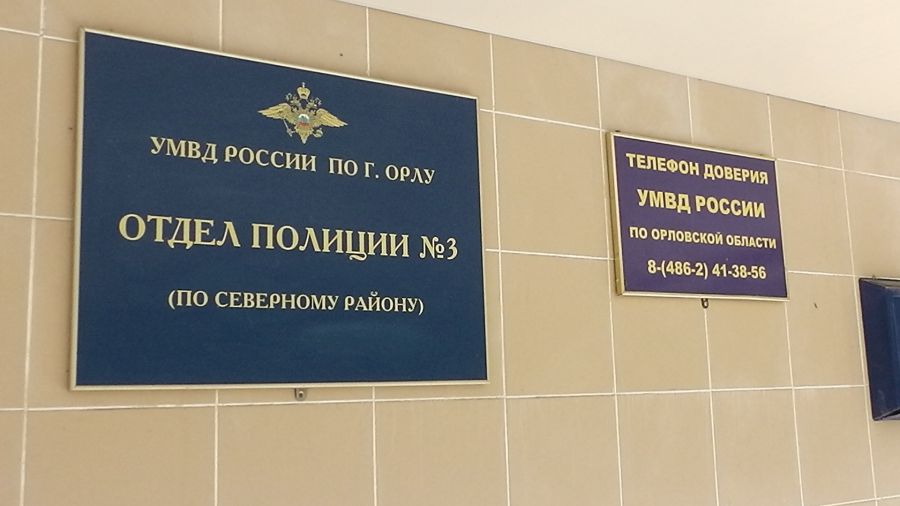 УМВД РОССИИ ПО Г. ОРЛУ
ОТДЕЛ ПОЛИЦИИ №3
(ПО СЕВЕРНОМУ РАЙОНУ)
ТЕЛЕФОН ДОВЕРИЯ
УМВД РОССИИ
ПО ОРЛОВСКОЙ ОБЛАСТИ
8-(486-2) 41-38-56